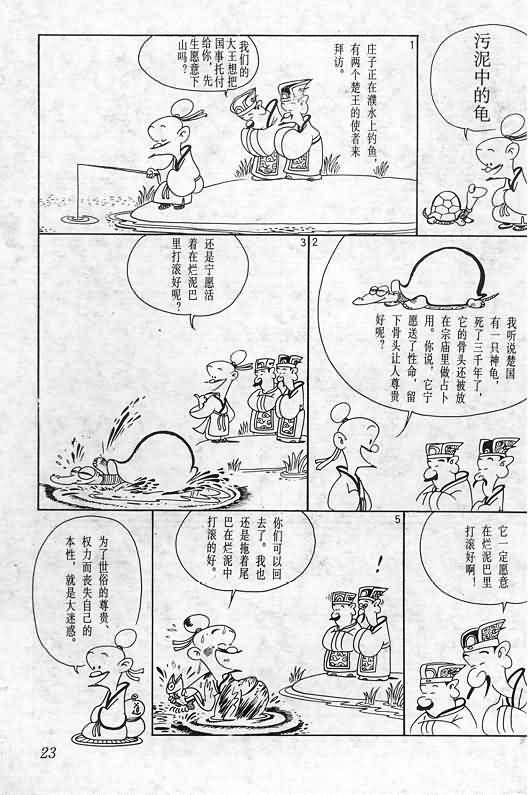 污泥中的龟
1
庄子正在濮水上钓鱼，
有两个楚王的使者来
拜访。
我们的
大王想把
国事托付
给你，先
生愿意下
山吗？
2
我听说楚国
有一只神龟，
死了三千年了，
它的骨头还被放
在宗庙里做占卜
用。你说，它宁
愿送了性命，留
下骨头让人尊贵
好呢？
3
还是宁愿活
着在烂泥巴
里打滚好呢？
它一定愿意
在烂泥巴里
打滚好啊！
5
你们可以回
去了。我也
还是拖着尾
巴在烂泥中
打滚的好。
！
为了世俗的尊贵、
权力而丧失自己的
本性，就是大迷惑。
道
23